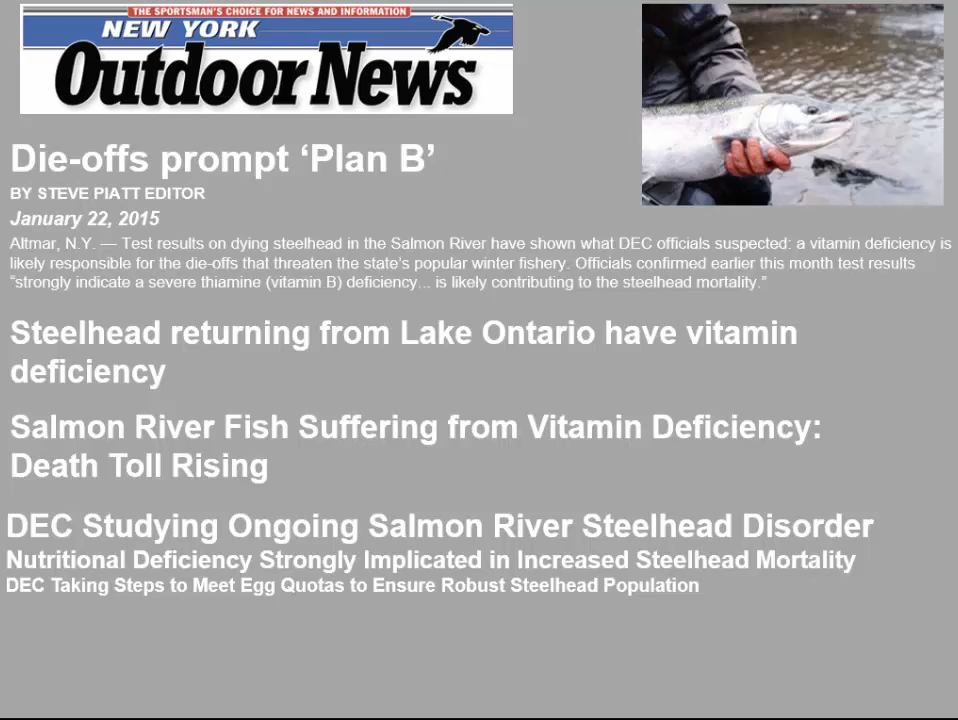 THE SPORTSMAN'S CHOICE FOR NEWS AND INFORMATION
NEW YORK
Outdoor News
Die-offs prompt ‘Plan B’
BY STEVE PIATT EDITOR
January 22, 2015
Altmar, N.Y. — Test results on dying steelhead in the Salmon River have shown what DEC officials suspected: a vitamin deficiency is
likely responsible for the die-offs that threaten the state’s popular winter fishery. Officials confirmed earlier this month test results
“strongly indicate a severe thiamine (vitamin B) deficiency... is likely contributing to the steelhead mortality.”
Steelhead returning from Lake Ontario have vitamin
deficiency
Salmon River Fish Suffering from Vitamin Deficiency:
Death Toll Rising
DEC Studying Ongoing Salmon River Steelhead Disorder
Nutritional Deficiency Strongly Implicated in Increased Steelhead Mortality
DEC Taking Steps to Meet Egg Quotas to Ensure Robust Steelhead Population